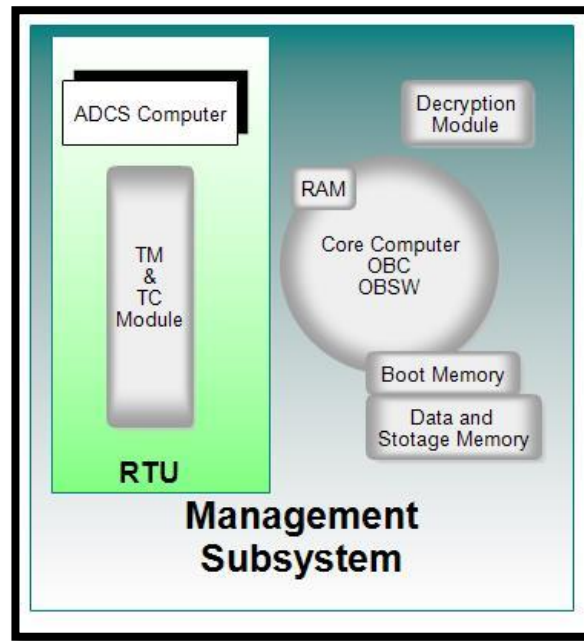 ADCS Computer
TM
&
TC
Module
RTU
Decryption
Module
RAM
Core Computer
OBC
OBSW
Boot Memory
Data and
Stotage Memory
Management
Subsystem